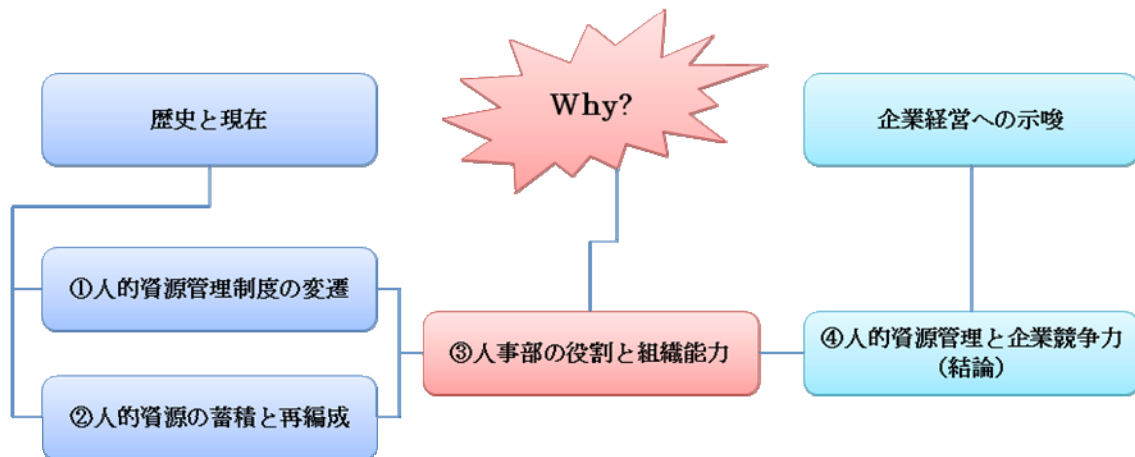 歴史と現在
Why?
企業経営への示唆
①人的資源管理制度の変遷
②人的資源の蓄積と再編成
③人事部の役割と組織能力
④人的資源管理と企業競争力
(結論)